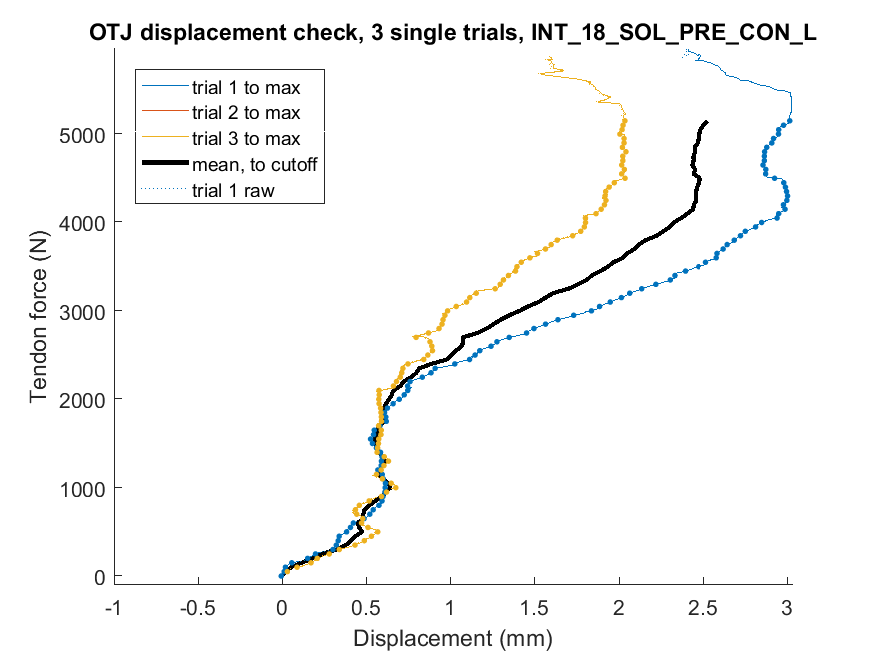 OTJ displacement check, 3 single trials, INT_18_SOL_PRE_CON_L
trial 1 to max
trial 2 to max
trial 3 to max
mean, to cutoff
trial 1 raw
5000
4000
3000
2000
1000
0
Tendon force (N)
-1 -0.5 0 0.5 1 1.5 2 2.5 3
Displacement (mm)